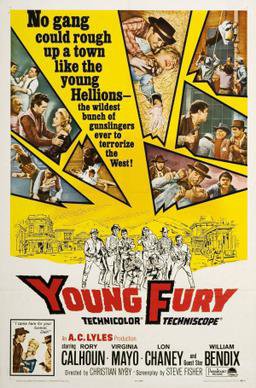 No gang
could rough
up a town
like the
young
Hellions—
the wildest
bunch of
gunslingers
ever to
terrorize
the West!
YOUNG FURY
TECHNICOLOR® TECHNISCOPE®
An A.C. LYLES Production
starring RORY CALHOUN VIRGINIA MAYO LON CHANEY and Guest Star WILLIAM BENDIX
Directed by CHRISTIAN NYBY Screenplay by STEVE FISHER